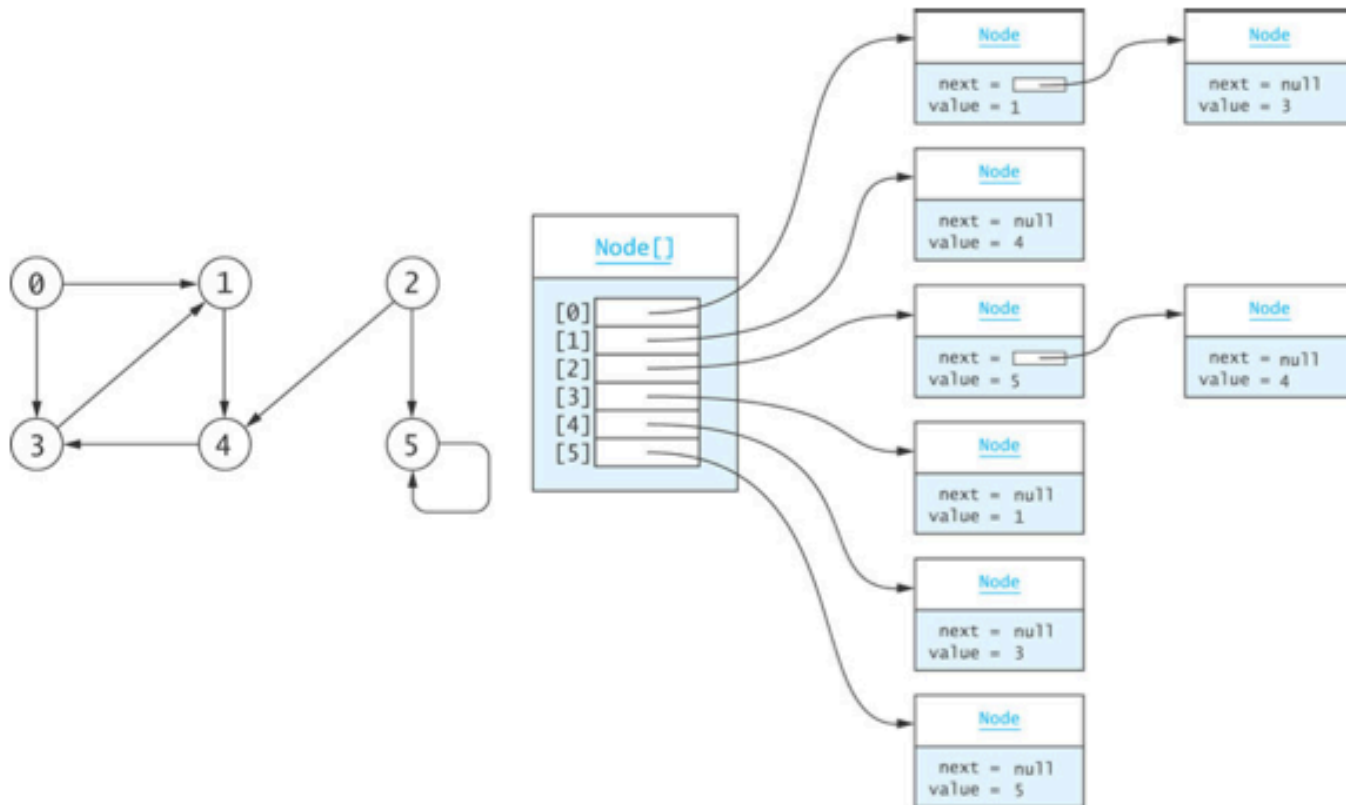 0
1
2
3
4
5
Node[]
[0]
[1]
[2]
[3]
[4]
[5]
Node
next =
value = 1
Node
next = null
value = 3
Node
next = null
value = 4
Node
next =
value = 5
Node
next = null
value = 4
Node
next = null
value = 1
Node
next = null
value = 3
Node
next = null
value = 5